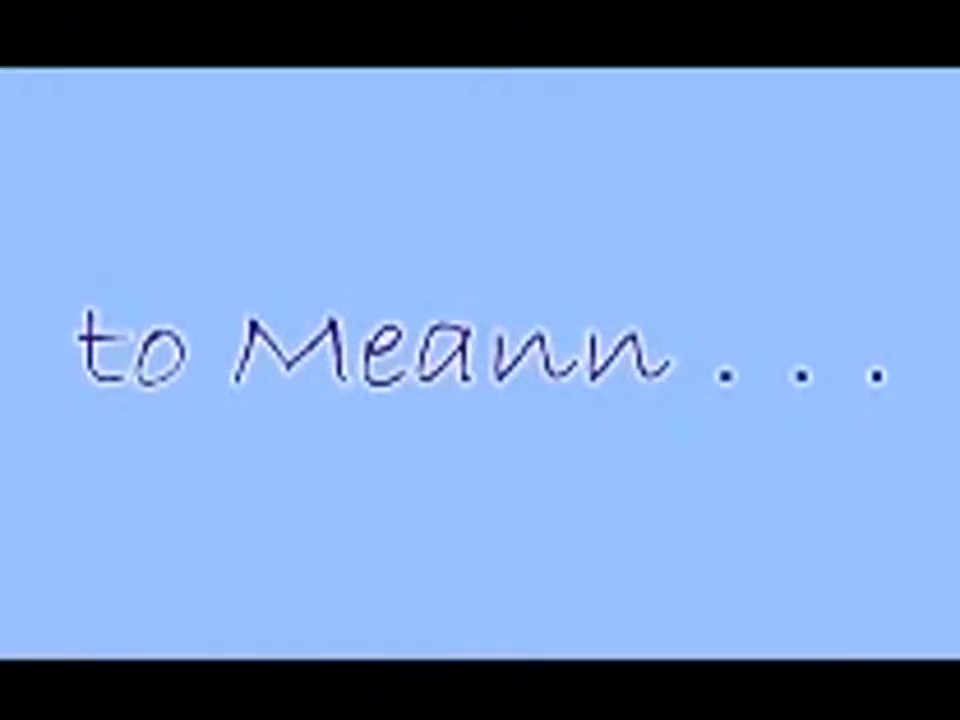 to Meann . . .